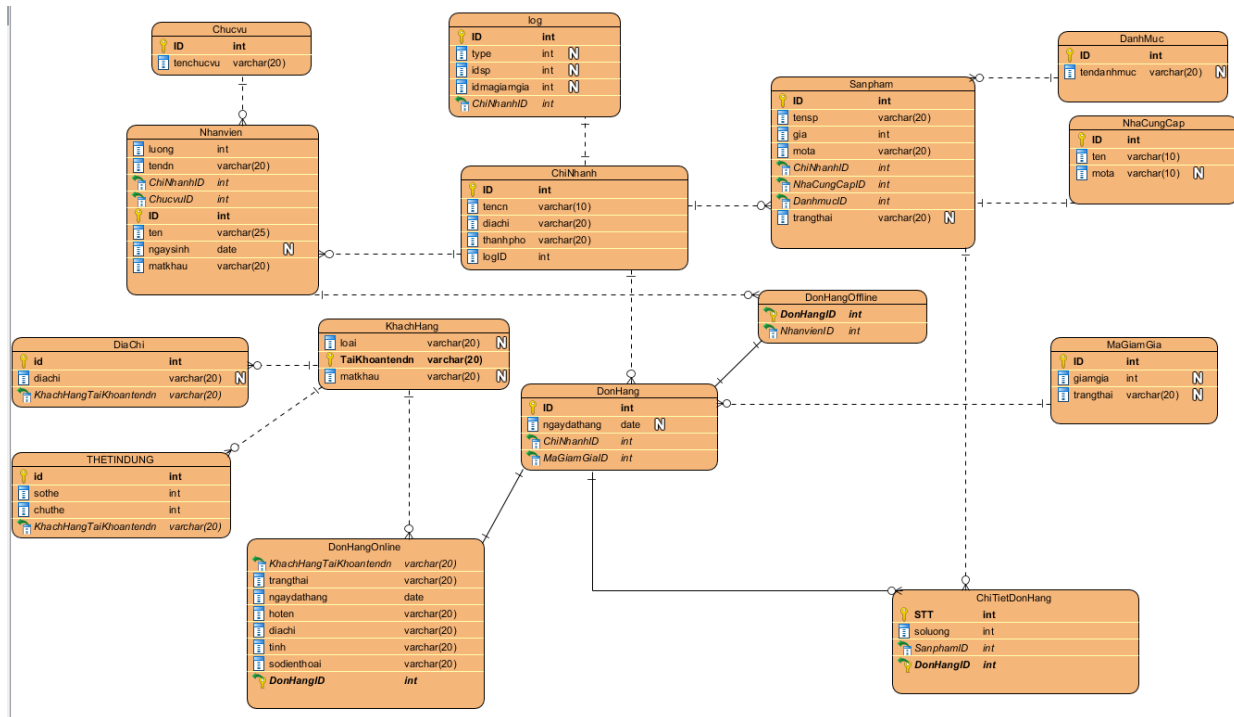 Chucvu
ID int
tenchucvu varchar(20)
log
ID int
type int N
idsp int N
idmagiamgia int N
ChiNhanhID int
DanhMuc
ID int
tendanhmuc varchar(20) N
Sanpham
ID int
tensp varchar(20)
gia int
mota varchar(20)
ChiNhanhID int
NhaCungCapID int
DanhmucID int
trangthai varchar(20) N
NhaCungCap
ID int
ten varchar(10)
mota varchar(10) N
Nhanvien
luong int
tendn varchar(20)
ChiNhanhID int
ChucvuID int
ID int
ten varchar(25)
ngaysinh date N
matkhau varchar(20)
ChiNhanh
ID int
tencn varchar(10)
diachi varchar(20)
thanhpho varchar(20)
logID int
DonHangOffline
DonHangID int
NhanvienID int
KhachHang
loai varchar(20) N
TaiKhoantendn varchar(20)
matkhau varchar(20) N
DiaChi
id int
diachi varchar(20) N
KhachHangTaiKhoantendn varchar(20)
MaGiamGia
ID int
giamgia int N
trangthai varchar(20) N
DonHang
ID int
ngaydathang date N
ChiNhanhID int
MaGiamGiaID int
THETINDUNG
id int
sothe int
chuthe int
KhachHangTaiKhoantendn varchar(20)
DonHangOnline
KhachHangTaiKhoantendn varchar(20)
trangthai varchar(20)
ngaydathang date
hoten varchar(20)
diachi varchar(20)
tinh varchar(20)
sodienthoai varchar(20)
DonHangID int
ChiTietDonHang
STT int
soluong int
SanphamID int
DonHangID int